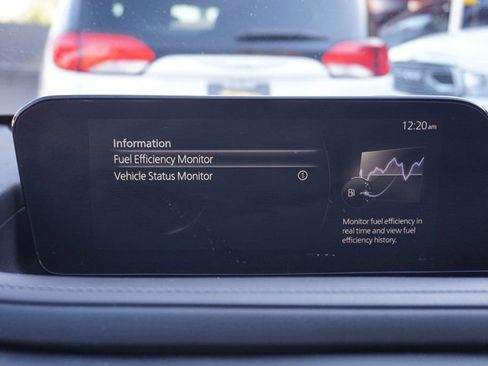 12:20am
Information
Fuel Efficiency Monitor
Vehicle Status Monitor
Monitor fuel efficiency in
real time and view fuel
efficiency history.